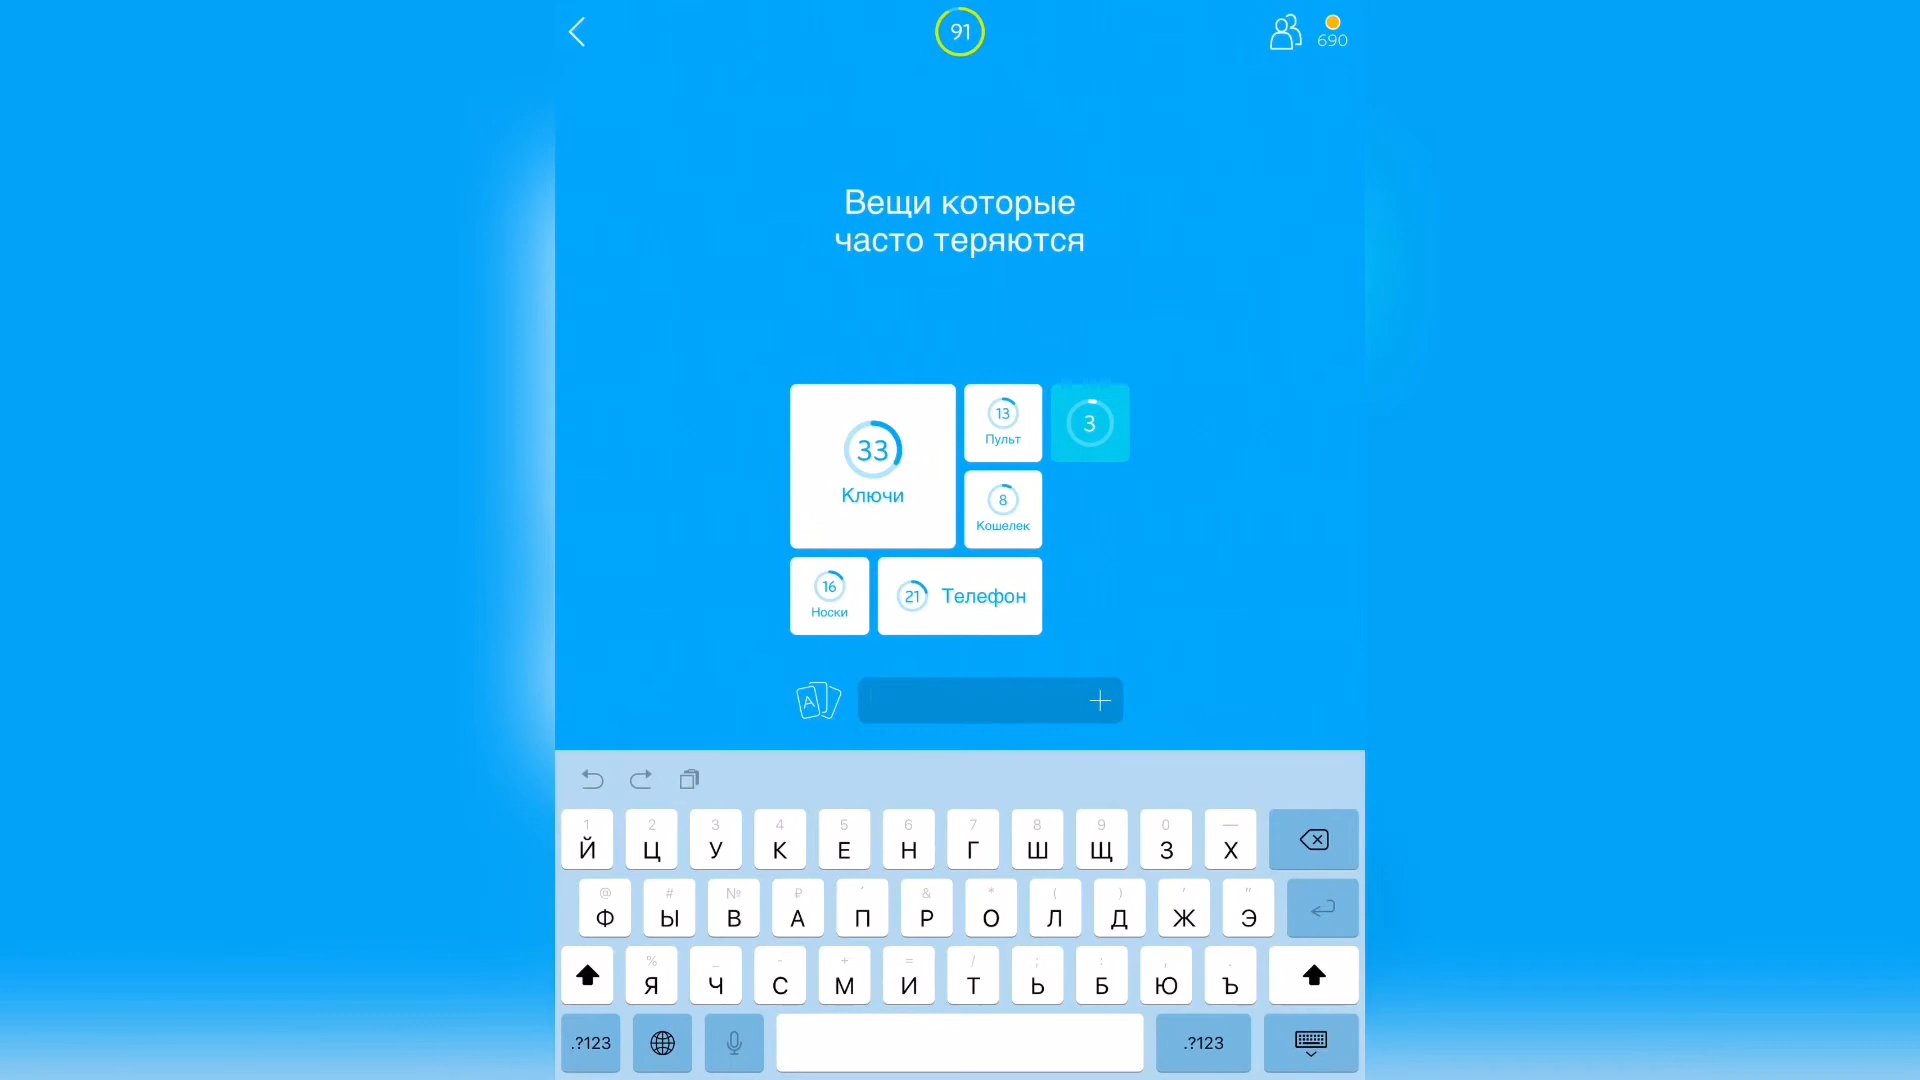 91
690
Вещи которые
часто теряются
33
Ключи
13
Пульт
3
8
Кошелек
16
Носки
21 Телефон
A
1 2 3 4 5 6 7 8 9 0 —
Й Ц У К Е Н Г Ш Щ З Х
@ # № ₽ ' & * ( ) ' "
Ф Ы В А П Р О Л Д Ж Э
% _ - + = / ; : , .
Я Ч С М И Т Ь Б Ю Ъ
.?123 .?123